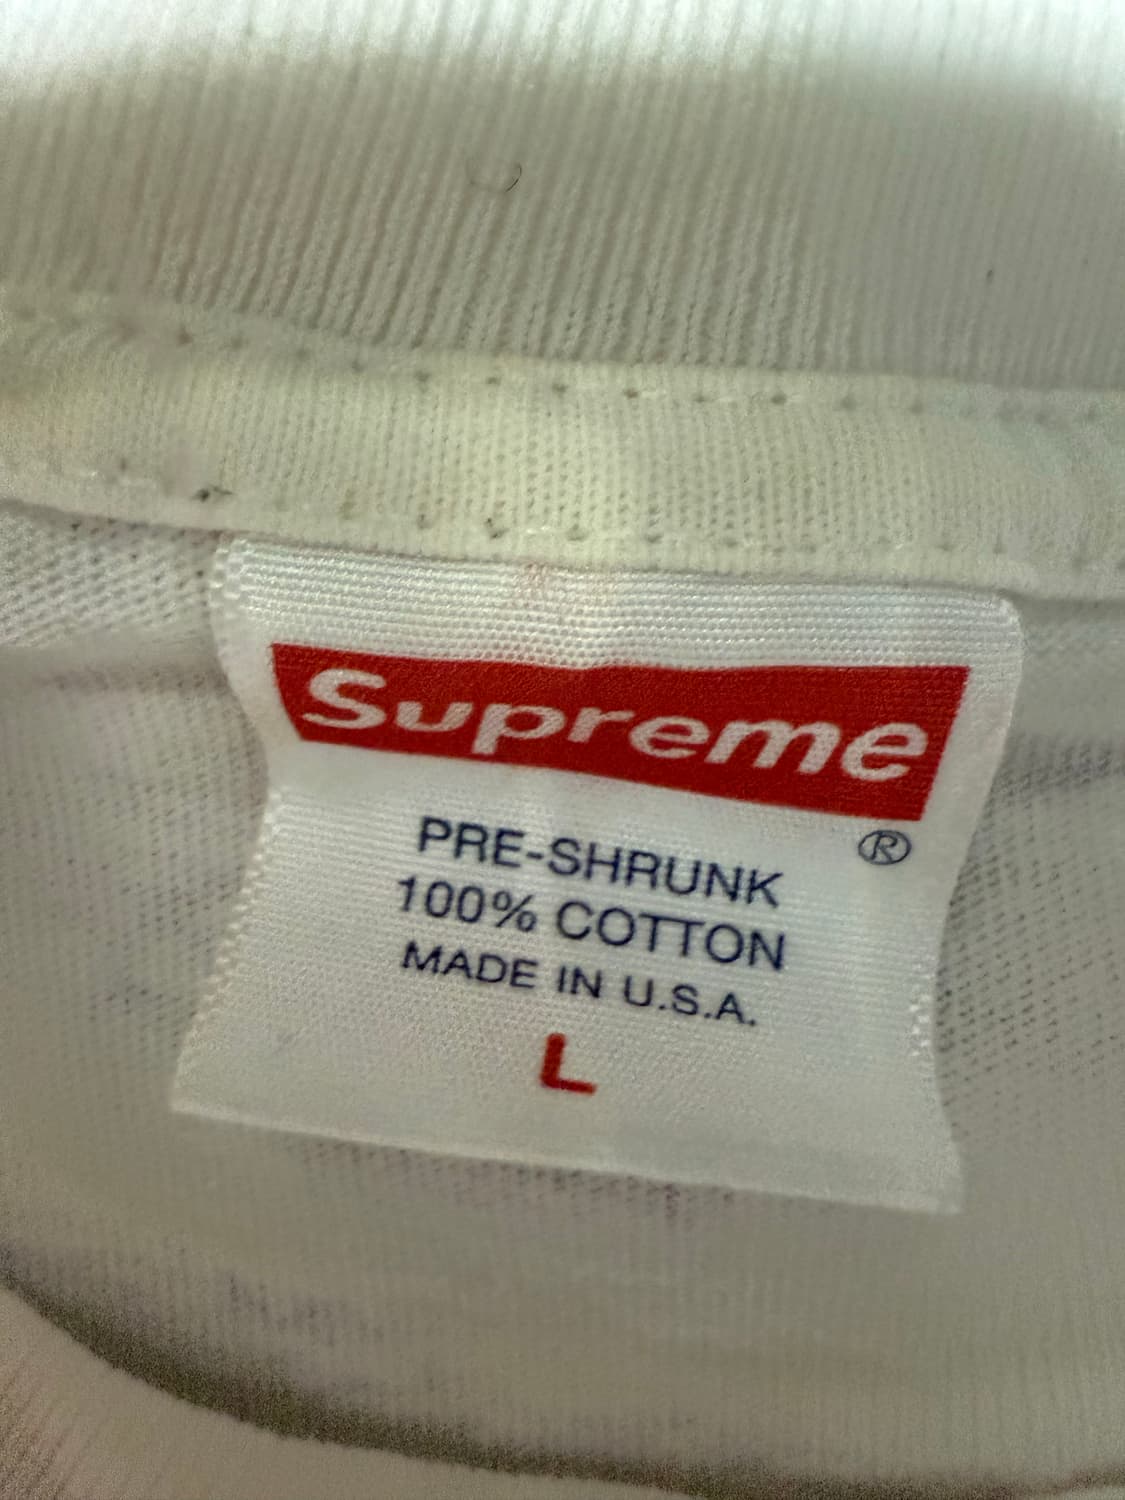 Supreme
®
PRE-SHRUNK
100% COTTON
MADE IN U.S.A.
L